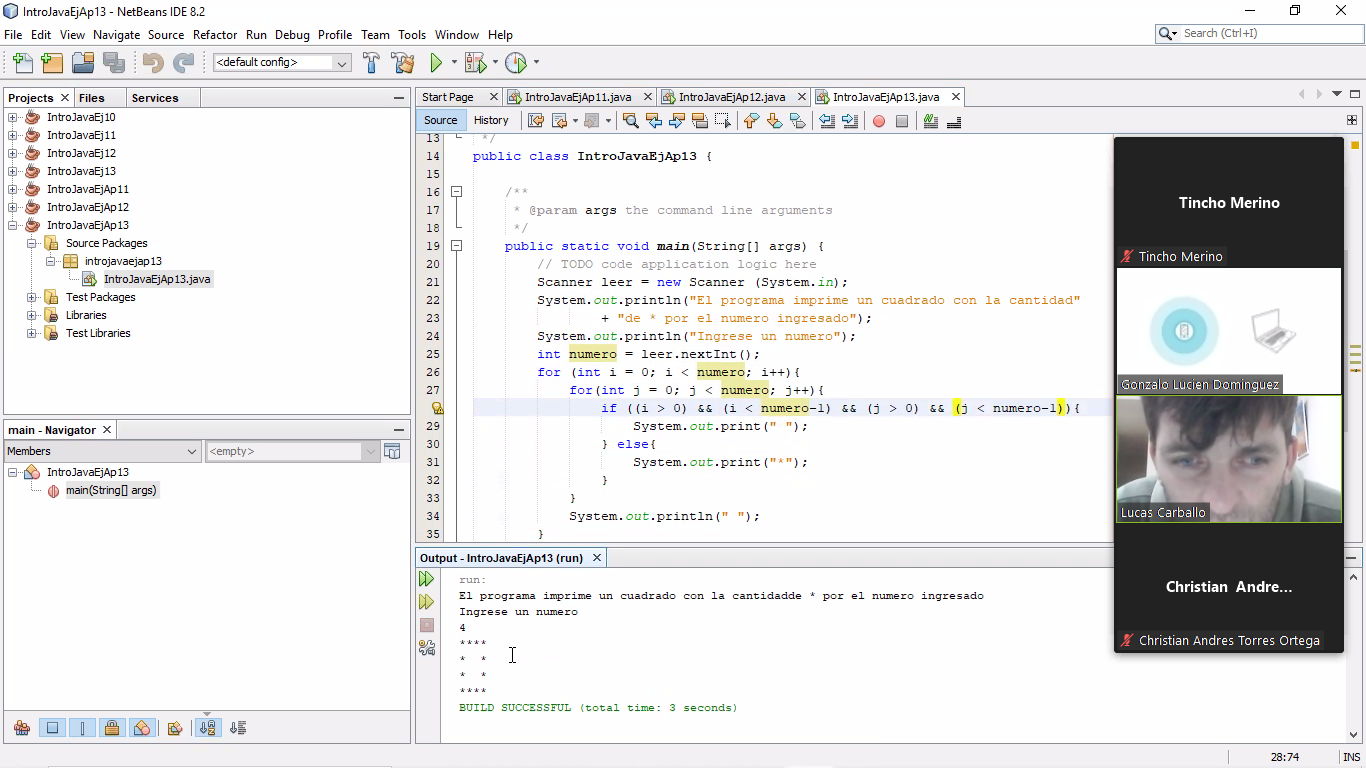 IntroJavaEjAp13 - NetBeans IDE 8.2
File Edit View Navigate Source Refactor Run Debug Profile Team Tools Window Help
Search (Ctrl+I)
<default config>
Projects Files Services
IntroJavaEj10
IntroJavaEj11
IntroJavaEj12
IntroJavaEj13
IntroJavaEjAp11
IntroJavaEjAp12
IntroJavaEjAp13
Source Packages
introjavaejap13
IntroJavaEjAp13.java
Test Packages
Libraries
Test Libraries
main - Navigator
Members <empty>
IntroJavaEjAp13
main(String[] args)
Start Page IntroJavaEjAp11.java IntroJavaEjAp12.java IntroJavaEjAp13.java
Source History
13 */
14 public class IntroJavaEjAp13 {
15
16 /**
17 * @param args the command line arguments
18 */
19 public static void main(String[] args) {
20 // TODO code application logic here
21 Scanner leer = new Scanner (System.in);
22 System.out.println("El programa imprime un cuadrado con la cantidad"
23 + "de * por el numero ingresado");
24 System.out.println("Ingrese un numero");
25 int numero = leer.nextInt();
26 for (int i = 0; i < numero; i++){
27 for(int j = 0; j < numero; j++){
if ((i > 0) && (i < numero-1) && (j > 0) && (j < numero-1)){
29 System.out.print(" ");
30 } else{
31 System.out.print("*");
32 }
33 }
34 System.out.println(" ");
35 }
Output - IntroJavaEjAp13 (run)
run:
El programa imprime un cuadrado con la cantidadde * por el numero ingresado
Ingrese un numero
4
****
*  *
*  *
****
BUILD SUCCESSFUL (total time: 3 seconds)
Tincho Merino
Tincho Merino
Gonzalo Lucien Dominguez
Lucas Carballo
Christian Andre...
Christian Andres Torres Ortega
28:74 INS